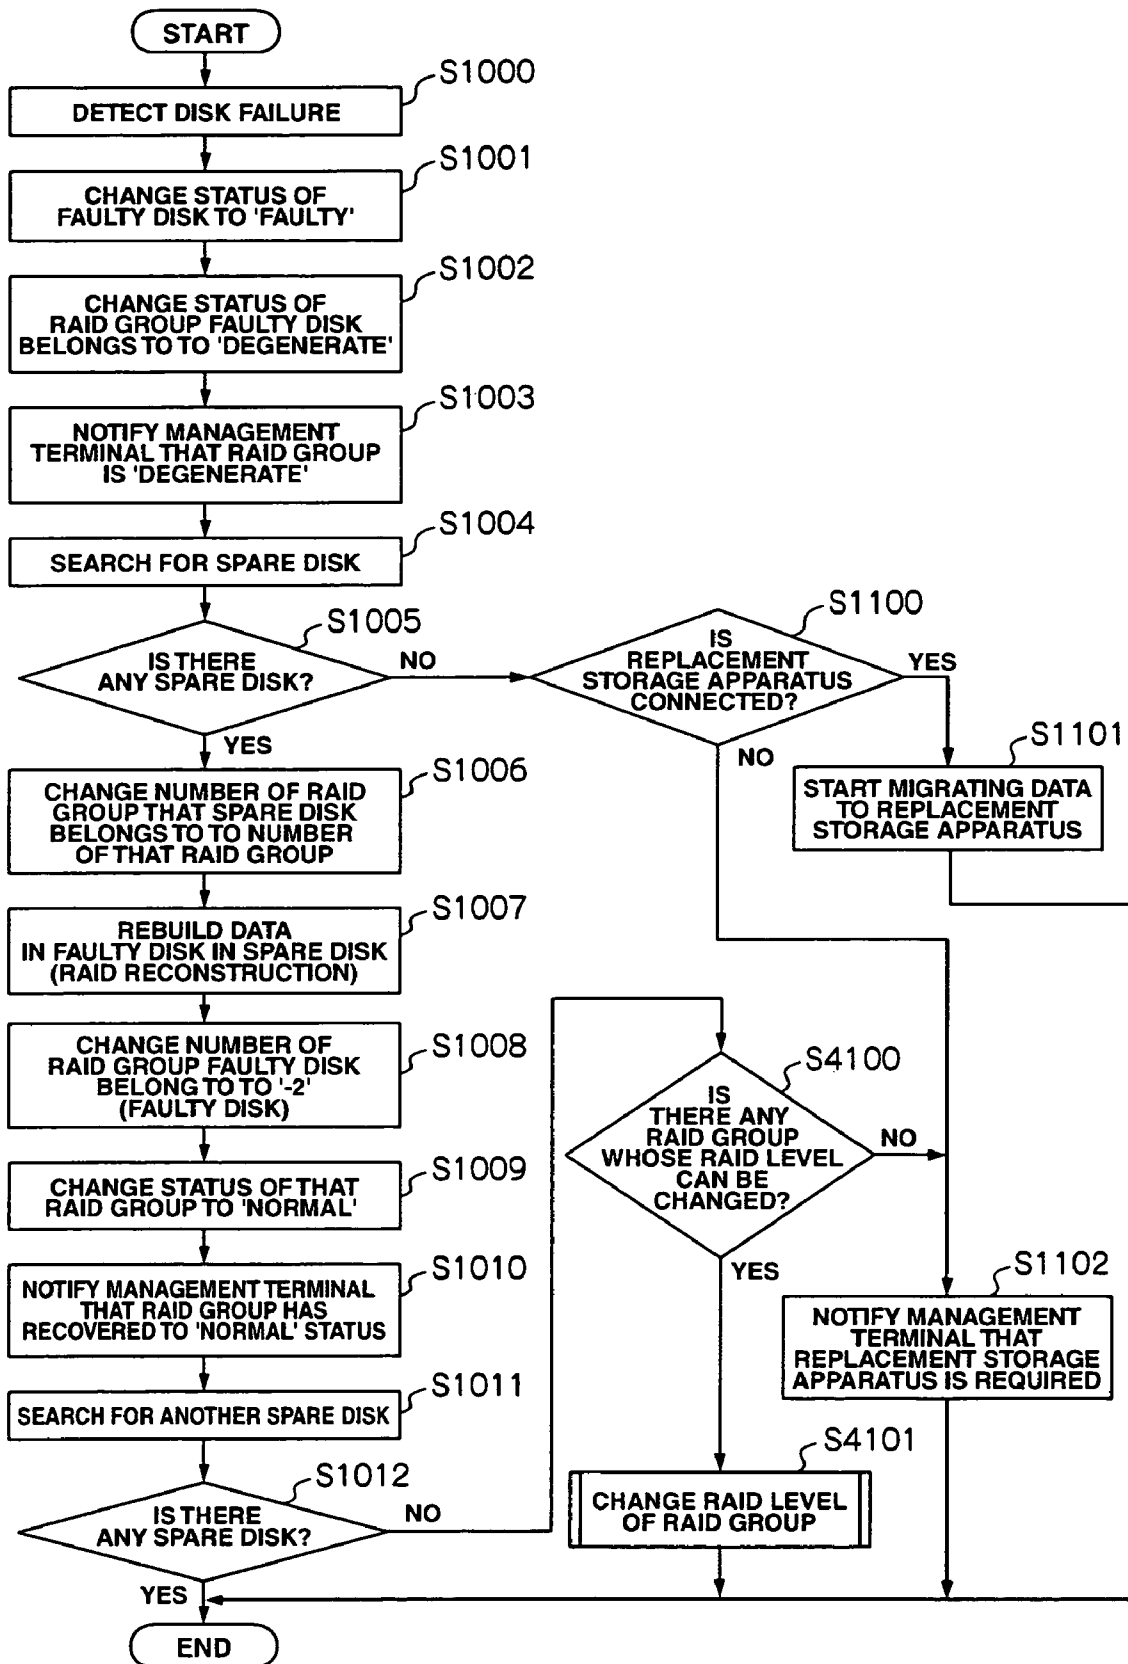 START
S1000
DETECT DISK FAILURE
S1001
CHANGE STATUS OF
FAULTY DISK TO 'FAULTY'
S1002
CHANGE STATUS OF
RAID GROUP FAULTY DISK
BELONGS TO TO 'DEGENERATE'
S1003
NOTIFY MANAGEMENT
TERMINAL THAT RAID GROUP
IS 'DEGENERATE'
S1004
SEARCH FOR SPARE DISK
S1005
IS THERE
ANY SPARE DISK?
NO
YES
S1100
IS
REPLACEMENT
STORAGE APPARATUS
CONNECTED?
YES
NO
S1101
START MIGRATING DATA
TO REPLACEMENT
STORAGE APPARATUS
S1006
CHANGE NUMBER OF RAID
GROUP THAT SPARE DISK
BELONGS TO TO NUMBER
OF THAT RAID GROUP
S1007
REBUILD DATA
IN FAULTY DISK IN SPARE DISK
(RAID RECONSTRUCTION)
S1008
CHANGE NUMBER OF
RAID GROUP FAULTY DISK
BELONG TO TO '-2'
(FAULTY DISK)
S1009
CHANGE STATUS OF THAT
RAID GROUP TO 'NORMAL'
S1010
NOTIFY MANAGEMENT TERMINAL
THAT RAID GROUP HAS
RECOVERED TO 'NORMAL' STATUS
S1011
SEARCH FOR ANOTHER SPARE DISK
S1012
IS THERE
ANY SPARE DISK?
NO
YES
S4100
IS
THERE ANY
RAID GROUP
WHOSE RAID LEVEL
CAN BE
CHANGED?
NO
YES
S1102
NOTIFY MANAGEMENT
TERMINAL THAT
REPLACEMENT STORAGE
APPARATUS IS REQUIRED
S4101
CHANGE RAID LEVEL
OF RAID GROUP
END